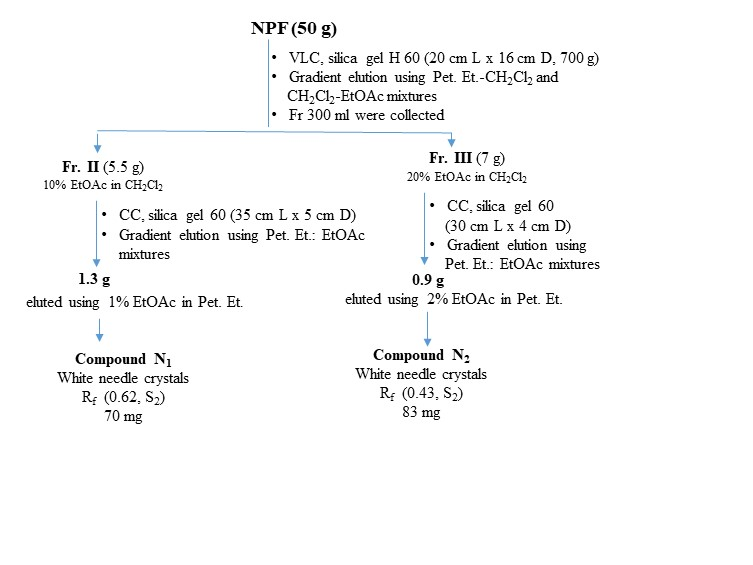 NPF (50 g)
• VLC, silica gel H 60 (20 cm L x 16 cm D, 700 g)
• Gradient elution using Pet. Et.-CH₂Cl₂ and
CH₂Cl₂-EtOAc mixtures
• Fr 300 ml were collected
Fr. II (5.5 g)
10% EtOAc in CH₂Cl₂
• CC, silica gel 60 (35 cm L x 5 cm D)
• Gradient elution using Pet. Et.: EtOAc
mixtures
1.3 g
eluted using 1% EtOAc in Pet. Et.
Compound N₁
White needle crystals
Rf (0.62, S₂)
70 mg
Fr. III (7 g)
20% EtOAc in CH₂Cl₂
• CC, silica gel 60
(30 cm L x 4 cm D)
• Gradient elution using
Pet. Et.: EtOAc mixtures
0.9 g
eluted using 2% EtOAc in Pet. Et.
Compound N₂
White needle crystals
Rf (0.43, S₂)
83 mg